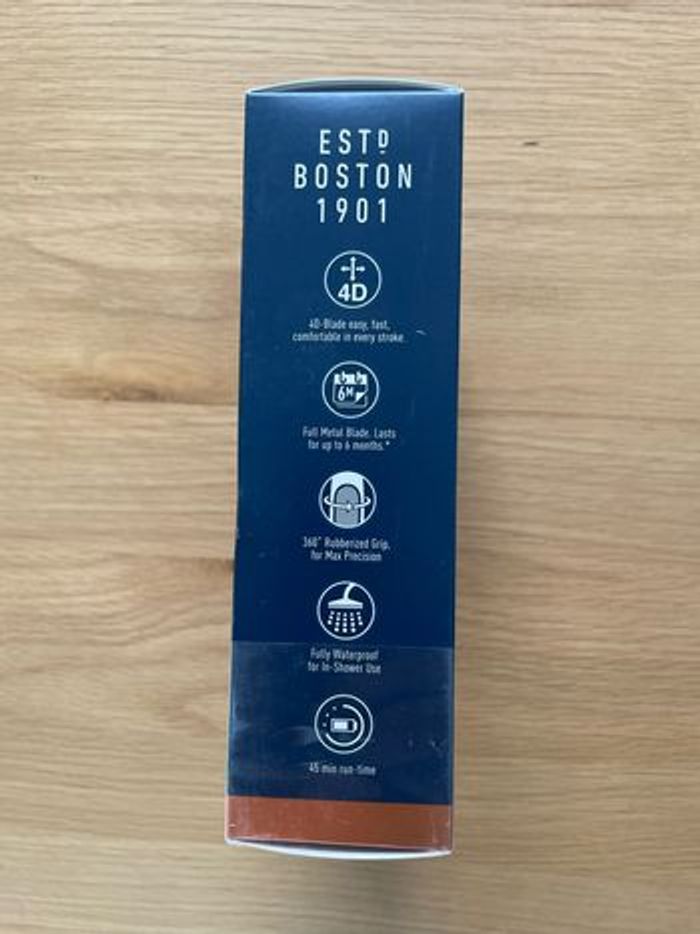 ESTD
BOSTON
1901
4D
4D-Blade easy, fast,
comfortable in every stroke.
6M
Full Metal Blade. Lasts
for up to 6 months.*
360° Rubberized Grip,
for Max Precision
Fully Waterproof
for In-Shower Use
45 min run-time